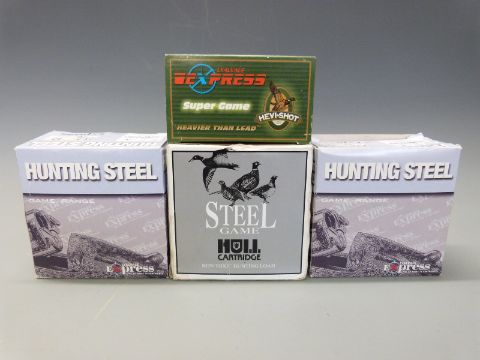 EXPRESS
Super Game
HEVI-SHOT
HEAVIER THAN LEAD
HUNTING STEEL
GAME RANGE
Express
STEEL
GAME
HULL
CARTRIDGE
HUNTING STEEL
GAME RANGE
Express